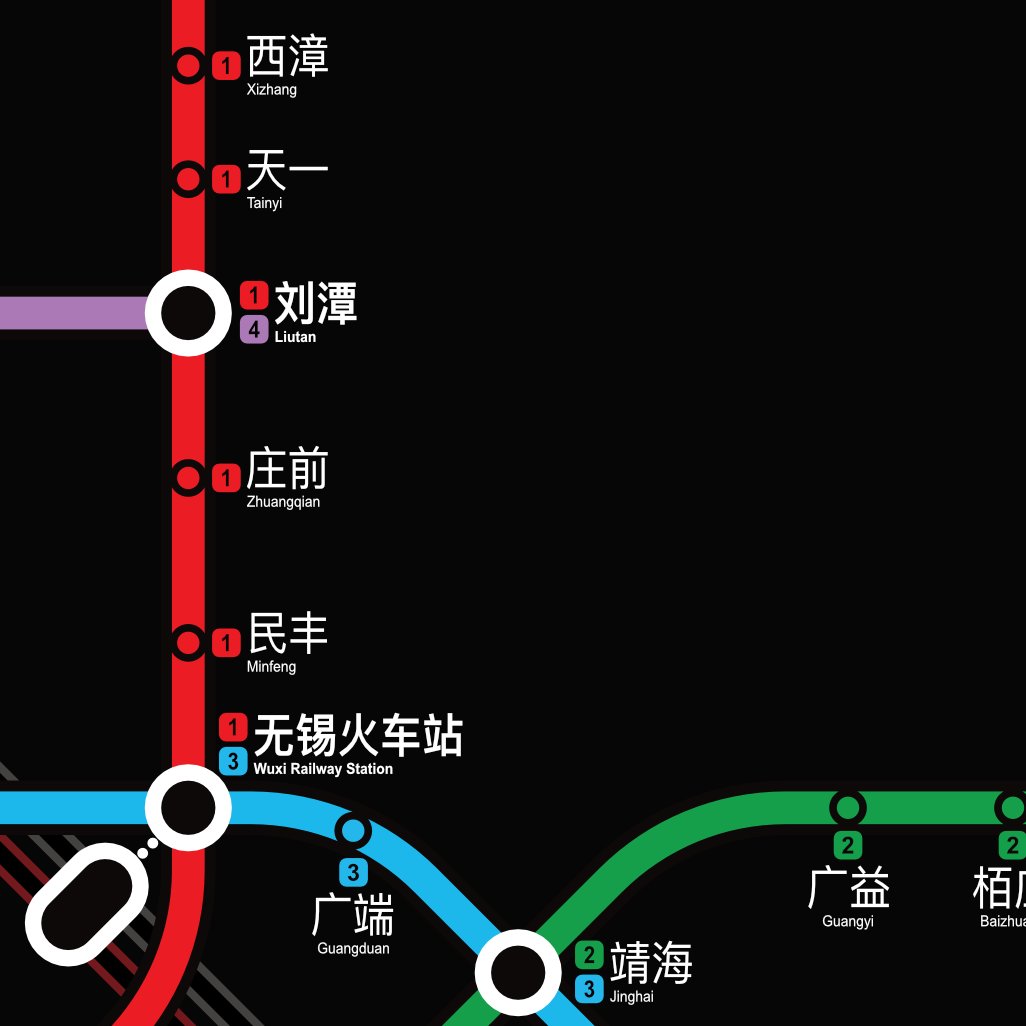 1 西漳
Xizhang
1 天一
Tainyi
1 刘潭
4 Liutan
1 庄前
Zhuangqian
1 民丰
Minfeng
1 无锡火车站
3 Wuxi Railway Station
3
广端
Guangduan
2
广益
Guangyi
2
栢
Baizhua
2 靖海
3 Jinghai